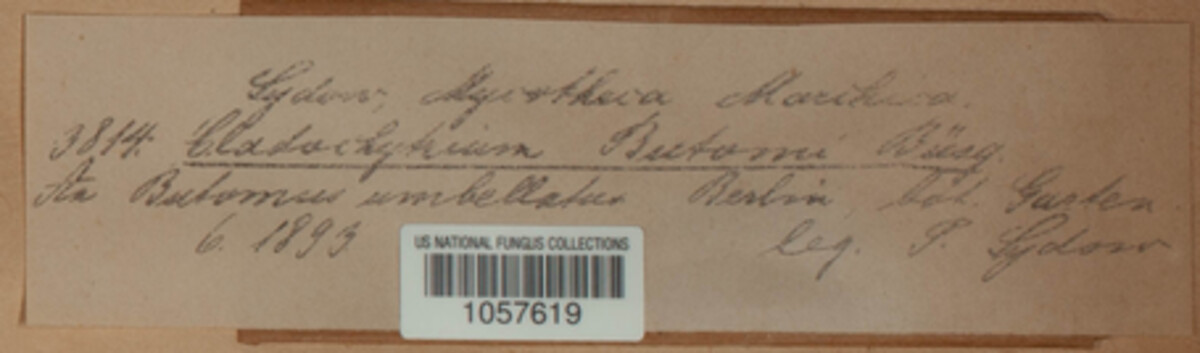 Sydow, Mycotheca Marchica.
3814. Cladochytrium Butomi Büsg.
An Butomus umbellatus Berlin, bot. Garten
6. 1893 leg. P. Sydow
US NATIONAL FUNGUS COLLECTIONS
1057619